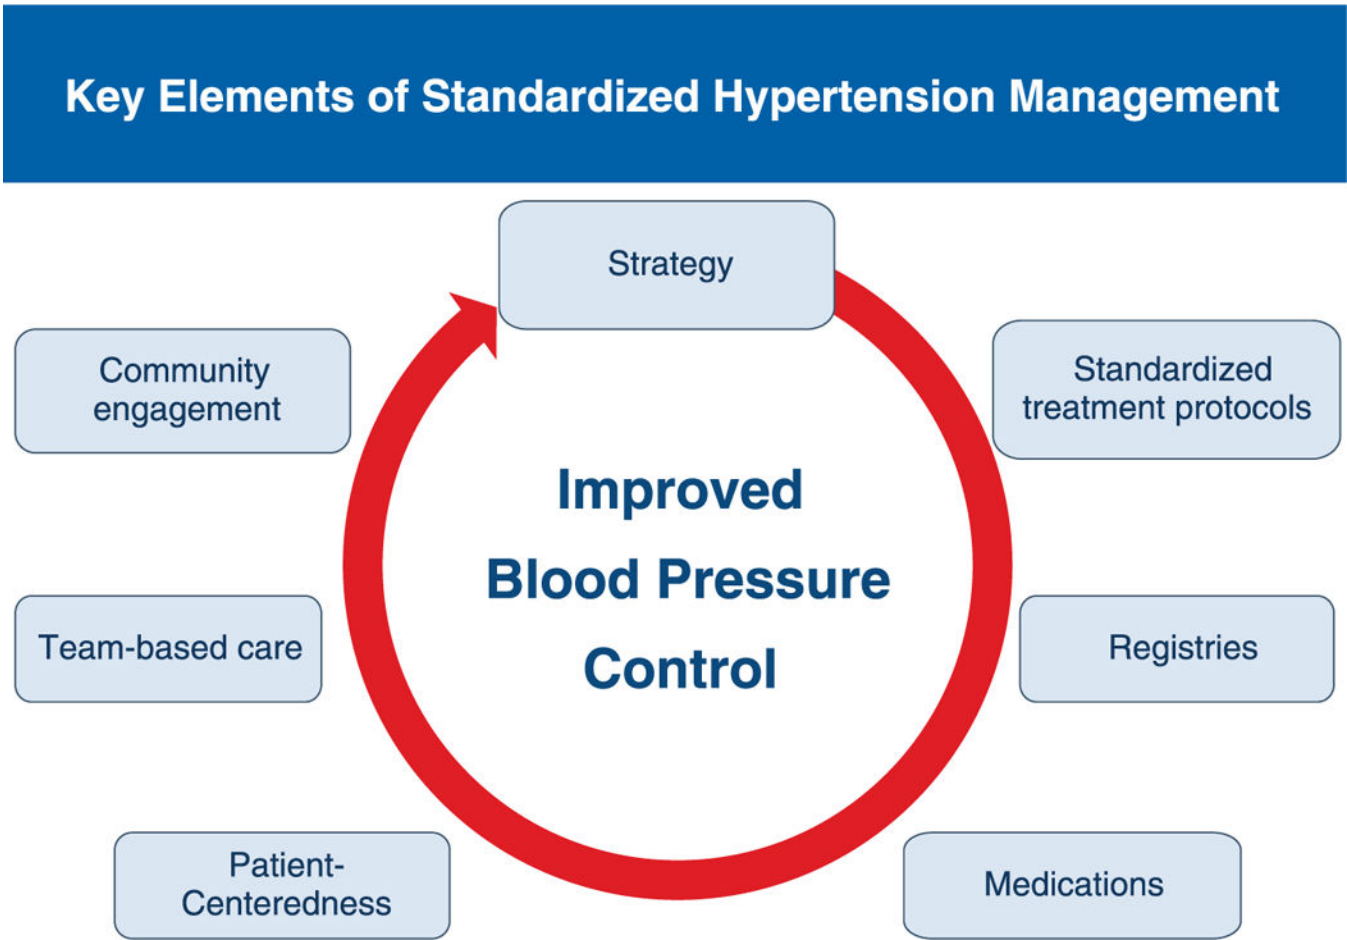 Key Elements of Standardized Hypertension Management
Strategy
Standardized
treatment protocols
Registries
Medications
Patient-
Centeredness
Team-based care
Community
engagement
Improved
Blood Pressure
Control